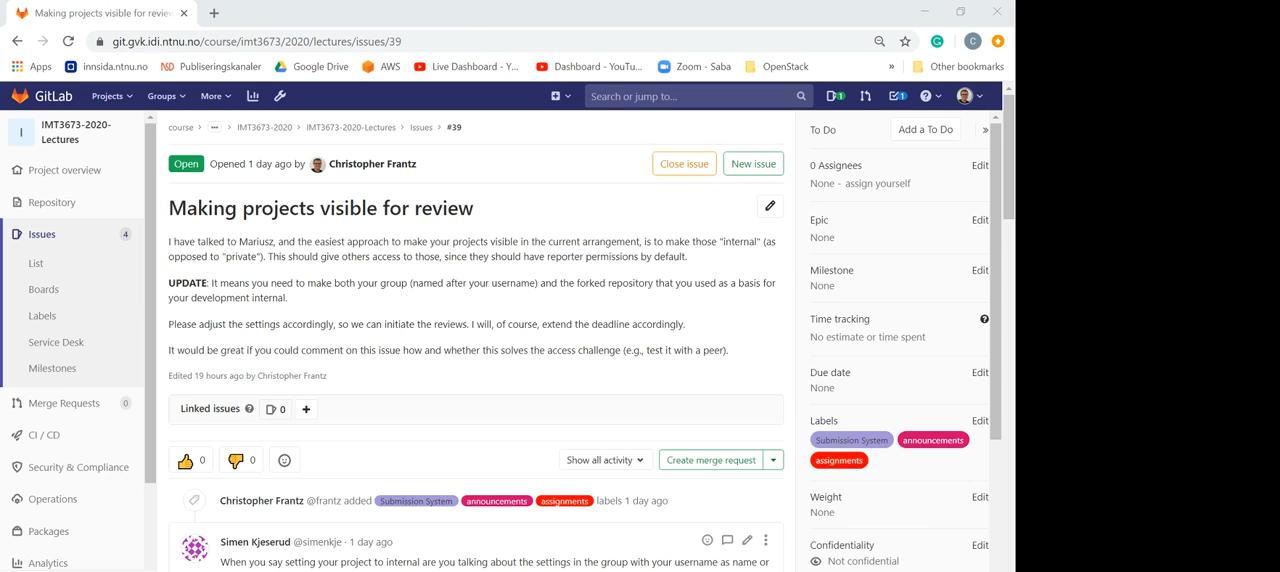 Making projects visible for review
git.gvk.idi.ntnu.no/course/imt3673/2020/lectures/issues/39
C
Apps innsida.ntnu.no Publiseringskanaler Google Drive AWS Live Dashboard - Y... Dashboard - YouTu... Zoom - Saba OpenStack » Other bookmarks
GitLab Projects Groups More Search or jump to... 1 1
I IMT3673-2020-
Lectures
Project overview
Repository
Issues 4
List
Boards
Labels
Service Desk
Milestones
Merge Requests 0
CI / CD
Security & Compliance
Operations
Packages
Analytics
course > ... > IMT3673-2020 > IMT3673-2020-Lectures > Issues > #39
Open Opened 1 day ago by Christopher Frantz Close issue New issue
Making projects visible for review
I have talked to Mariusz, and the easiest approach to make your projects visible in the current arrangement, is to make those "internal" (as
opposed to "private"). This should give others access to those, since they should have reporter permissions by default.
UPDATE: It means you need to make both your group (named after your username) and the forked repository that you used as a basis for
your development internal.
Please adjust the settings accordingly, so we can initiate the reviews. I will, of course, extend the deadline accordingly.
It would be great if you could comment on this issue how and whether this solves the access challenge (e.g., test it with a peer).
Edited 19 hours ago by Christopher Frantz
Linked issues 0 +
0 0 Show all activity Create merge request
Christopher Frantz @frantz added Submission System announcements assignments labels 1 day ago
Simen Kjeserud @simenkje · 1 day ago
When you say setting your project to internal are you talking about the settings in the group with your username as name or
To Do Add a To Do »
0 Assignees Edit
None - assign yourself
Epic Edit
None
Milestone Edit
None
Time tracking
No estimate or time spent
Due date Edit
None
Labels Edit
Submission System announcements
assignments
Weight Edit
None
Confidentiality Edit
Not confidential